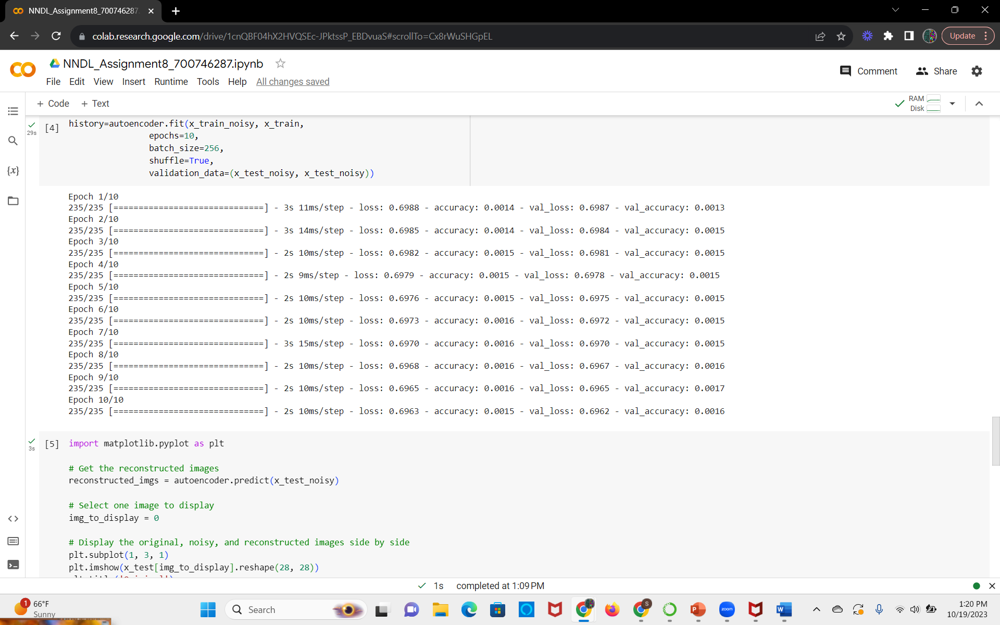 NNDL_Assignment8_700746287.
colab.research.google.com/drive/1cnQBF04hX2HVQSEc-JPktssP_EBDvuaS#scrollTo=Cx8rWuSHGpEL
Update
NNDL_Assignment8_700746287.ipynb
Comment
Share
File Edit View Insert Runtime Tools Help All changes saved
+ Code + Text
RAM
Disk
29s
[4] history=autoencoder.fit(x_train_noisy, x_train,
epochs=10,
batch_size=256,
shuffle=True,
validation_data=(x_test_noisy, x_test_noisy))
{x}
Epoch 1/10
235/235 [==============================] - 3s 11ms/step - loss: 0.6988 - accuracy: 0.0014 - val_loss: 0.6987 - val_accuracy: 0.0013
Epoch 2/10
235/235 [==============================] - 3s 14ms/step - loss: 0.6985 - accuracy: 0.0014 - val_loss: 0.6984 - val_accuracy: 0.0015
Epoch 3/10
235/235 [==============================] - 2s 10ms/step - loss: 0.6982 - accuracy: 0.0015 - val_loss: 0.6981 - val_accuracy: 0.0015
Epoch 4/10
235/235 [==============================] - 2s 9ms/step - loss: 0.6979 - accuracy: 0.0015 - val_loss: 0.6978 - val_accuracy: 0.0015
Epoch 5/10
235/235 [==============================] - 2s 10ms/step - loss: 0.6976 - accuracy: 0.0015 - val_loss: 0.6975 - val_accuracy: 0.0015
Epoch 6/10
235/235 [==============================] - 2s 10ms/step - loss: 0.6973 - accuracy: 0.0016 - val_loss: 0.6972 - val_accuracy: 0.0015
Epoch 7/10
235/235 [==============================] - 3s 15ms/step - loss: 0.6970 - accuracy: 0.0016 - val_loss: 0.6970 - val_accuracy: 0.0015
Epoch 8/10
235/235 [==============================] - 2s 10ms/step - loss: 0.6968 - accuracy: 0.0016 - val_loss: 0.6967 - val_accuracy: 0.0016
Epoch 9/10
235/235 [==============================] - 2s 10ms/step - loss: 0.6965 - accuracy: 0.0016 - val_loss: 0.6965 - val_accuracy: 0.0017
Epoch 10/10
235/235 [==============================] - 2s 10ms/step - loss: 0.6963 - accuracy: 0.0015 - val_loss: 0.6962 - val_accuracy: 0.0016
3s
[5] import matplotlib.pyplot as plt
# Get the reconstructed images
reconstructed_imgs = autoencoder.predict(x_test_noisy)
# Select one image to display
img_to_display = 0
# Display the original, noisy, and reconstructed images side by side
plt.subplot(1, 3, 1)
plt.imshow(x_test[img_to_display].reshape(28, 28))
1s completed at 1:09 PM
1
66°F
Sunny
Search
S
P
zoom
W
1:20 PM
10/19/2023